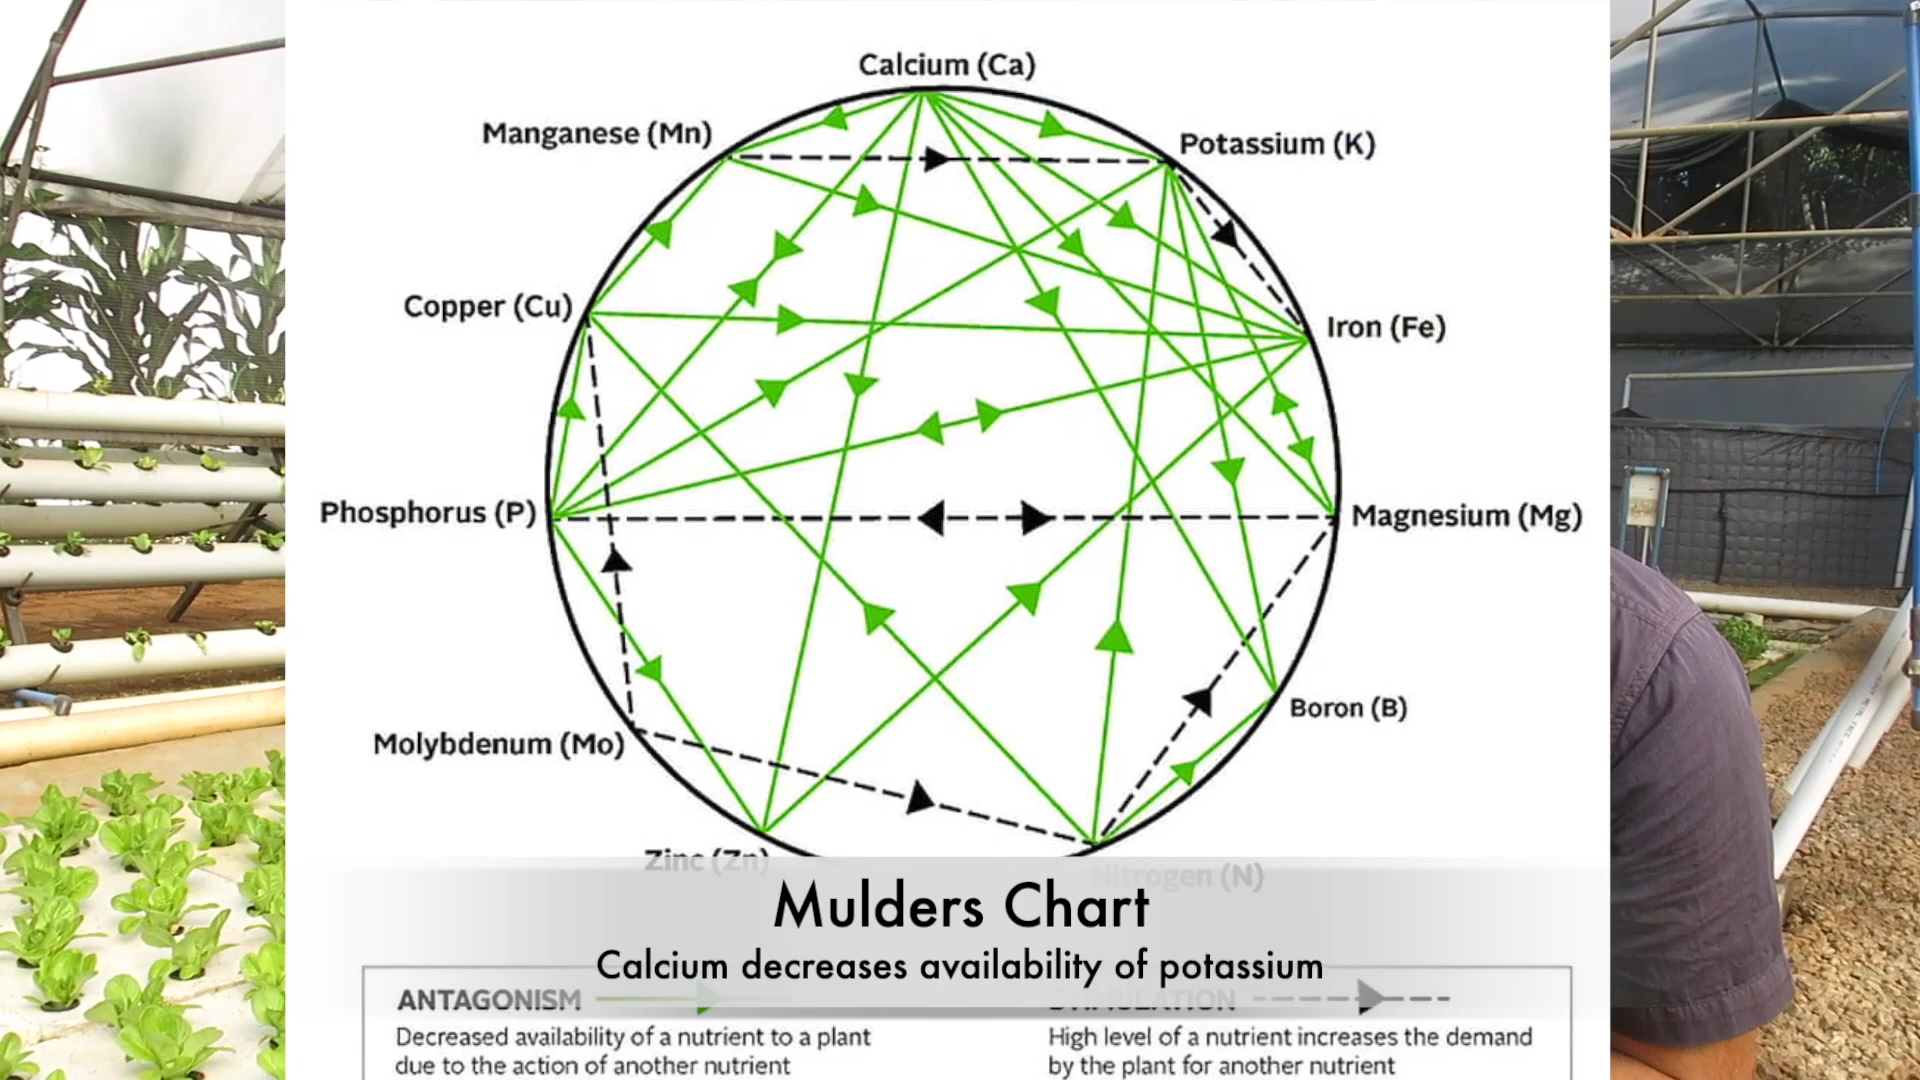 Calcium (Ca)
Manganese (Mn)
Potassium (K)
Copper (Cu)
Iron (Fe)
Phosphorus (P)
Magnesium (Mg)
Boron (B)
Molybdenum (Mo)
Zinc (Zn)
Nitrogen (N)
Mulders Chart
Calcium decreases availability of potassium
ANTAGONISM
Decreased availability of a nutrient to a plant
due to the action of another nutrient
STIMULATION
High level of a nutrient increases the demand
by the plant for another nutrient